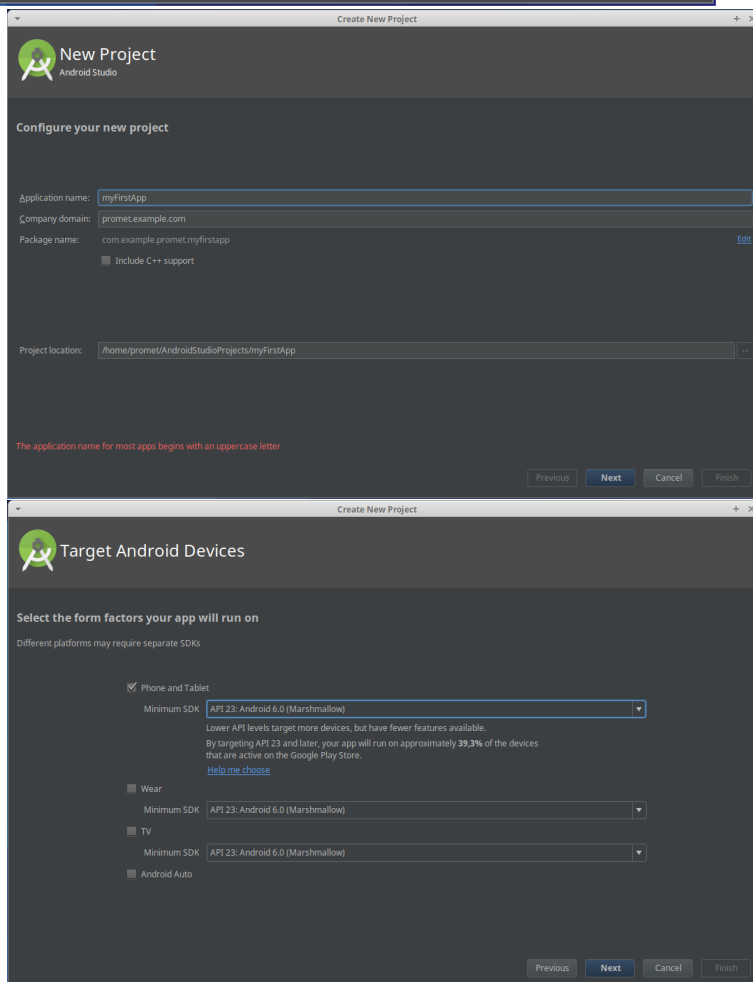 Create New Project
New Project
Android Studio
Configure your new project
Application name: myFirstApp
Company domain: promet.example.com
Package name: com.example.promet.myfirstapp Edit
Include C++ support
Project location: /home/promet/AndroidStudioProjects/myFirstApp ...
The application name for most apps begins with an uppercase letter
Previous Next Cancel Finish
Create New Project
Target Android Devices
Select the form factors your app will run on
Different platforms may require separate SDKs
Phone and Tablet
Minimum SDK API 23: Android 6.0 (Marshmallow)
Lower API levels target more devices, but have fewer features available.
By targeting API 23 and later, your app will run on approximately 39,3% of the devices
that are active on the Google Play Store.
Help me choose
Wear
Minimum SDK API 23: Android 6.0 (Marshmallow)
TV
Minimum SDK API 23: Android 6.0 (Marshmallow)
Android Auto
Previous Next Cancel Finish